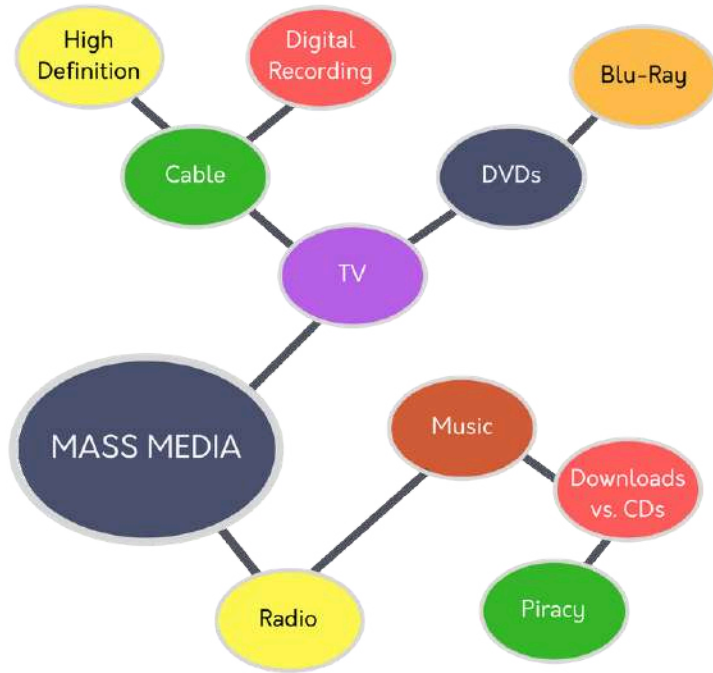 High
Definition
Digital
Recording
Blu-Ray
Cable
DVDs
TV
MASS MEDIA
Music
Downloads
vs. CDs
Radio
Piracy